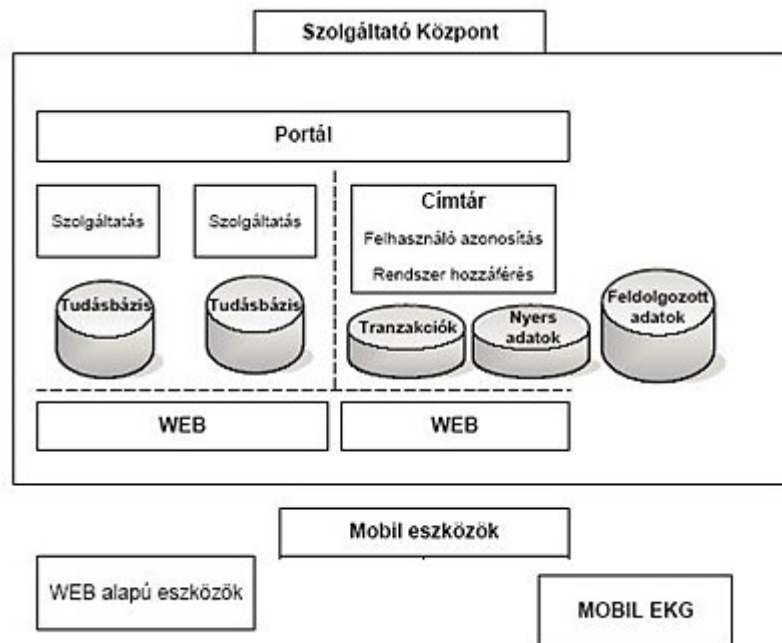 Szolgáltató Központ
Portál
Szolgáltatás
Szolgáltatás
Címtár
Felhasználó azonosítás
Rendszer hozzáférés
Tudásbázis
Tudásbázis
Tranzakciók
Nyers
adatok
Feldolgozott
adatok
WEB
WEB
Mobil eszközök
WEB alapú eszközök
MOBIL EKG